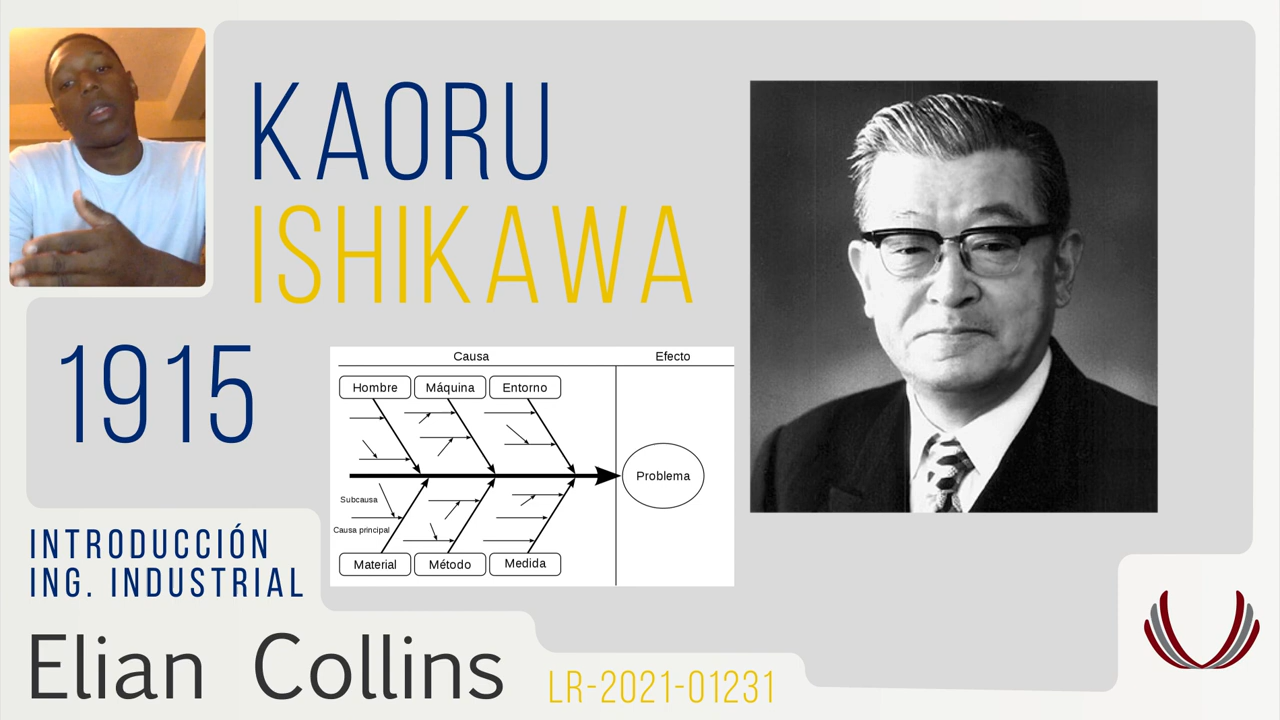 KAORU
ISHIKAWA
1915
Causa Efecto
Hombre Máquina Entorno
Problema
Subcausa
Causa principal
Material Método Medida
INTRODUCCIÓN
ING. INDUSTRIAL
Elian Collins
LR-2021-01231